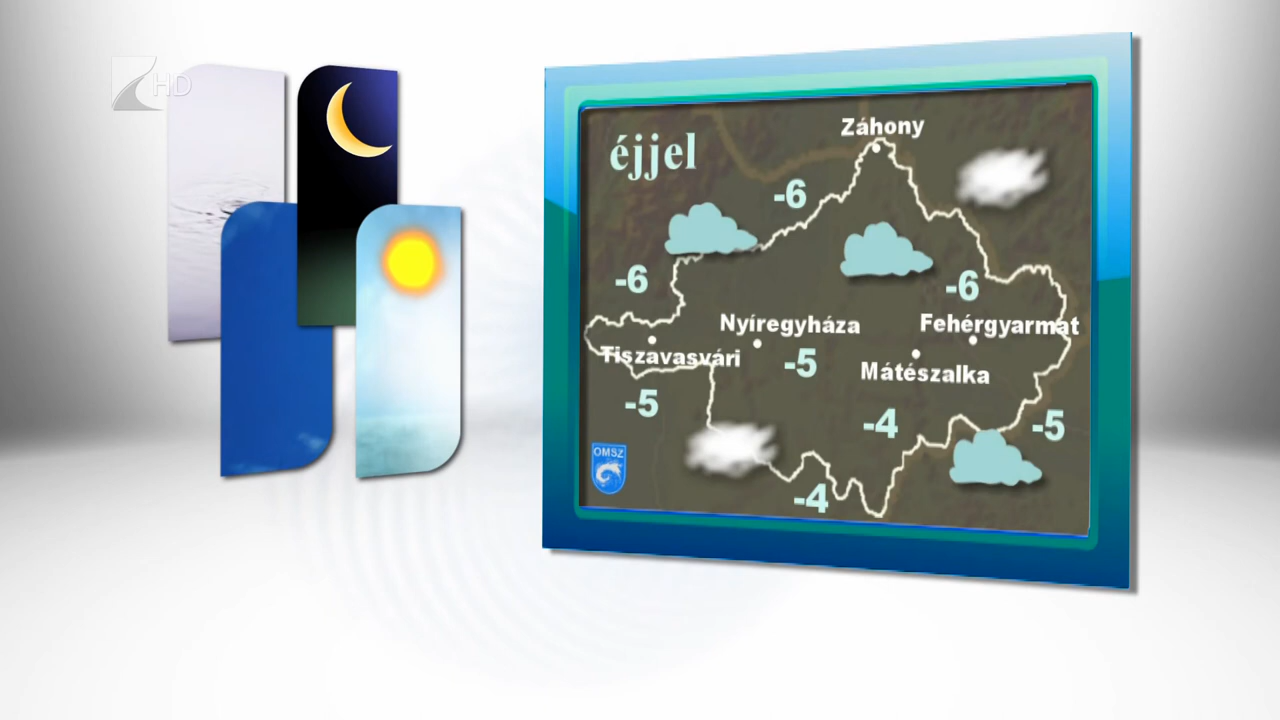 HD
éjjel
Záhony
-6
-6
-6
Nyíregyháza
Fehérgyarmat
Tiszavasvári
-5
Mátészalka
-5
-4
-5
OMSZ
-4